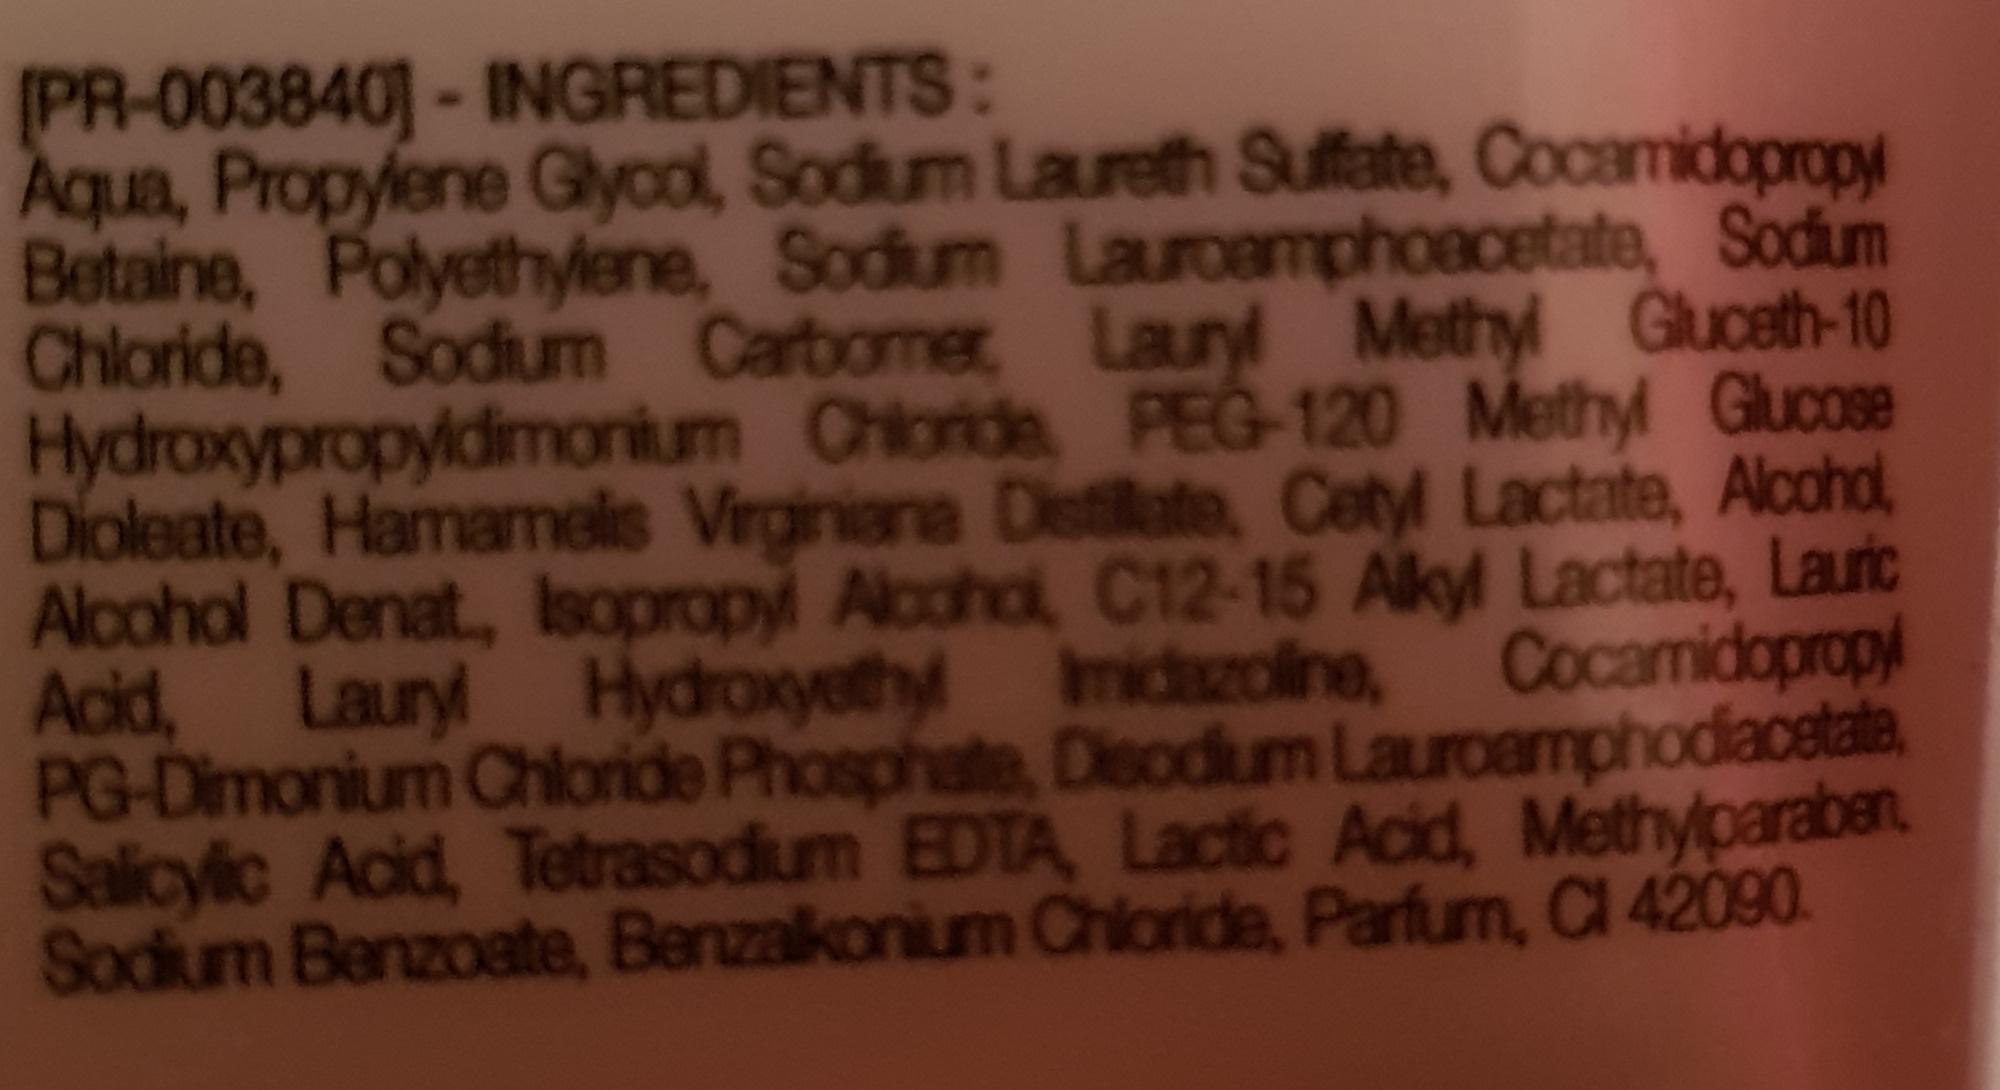 [PR-003840] - INGREDIENTS :
Aqua, Propylene Glycol, Sodium Laureth Sulfate, Cocamidopropyl
Betaine, Polyethylene, Sodium Lauroamphoacetate, Sodium
Chloride, Sodium Carbomer, Lauryl Methyl Gluceth-10
Hydroxypropyldimonium Chloride, PEG-120 Methyl Glucose
Dioleate, Hamamelis Virginiana Distillate, Cetyl Lactate, Alcohol,
Alcohol Denat., Isopropyl Alcohol, C12-15 Alkyl Lactate, Lauric
Acid, Lauryl Hydroxyethyl Imidazoline, Cocamidopropyl
PG-Dimonium Chloride Phosphate, Disodium Lauroamphodiacetate,
Salicylic Acid, Tetrasodium EDTA, Lactic Acid, Methylparaben,
Sodium Benzoate, Benzalkonium Chloride, Parfum, CI 42090.